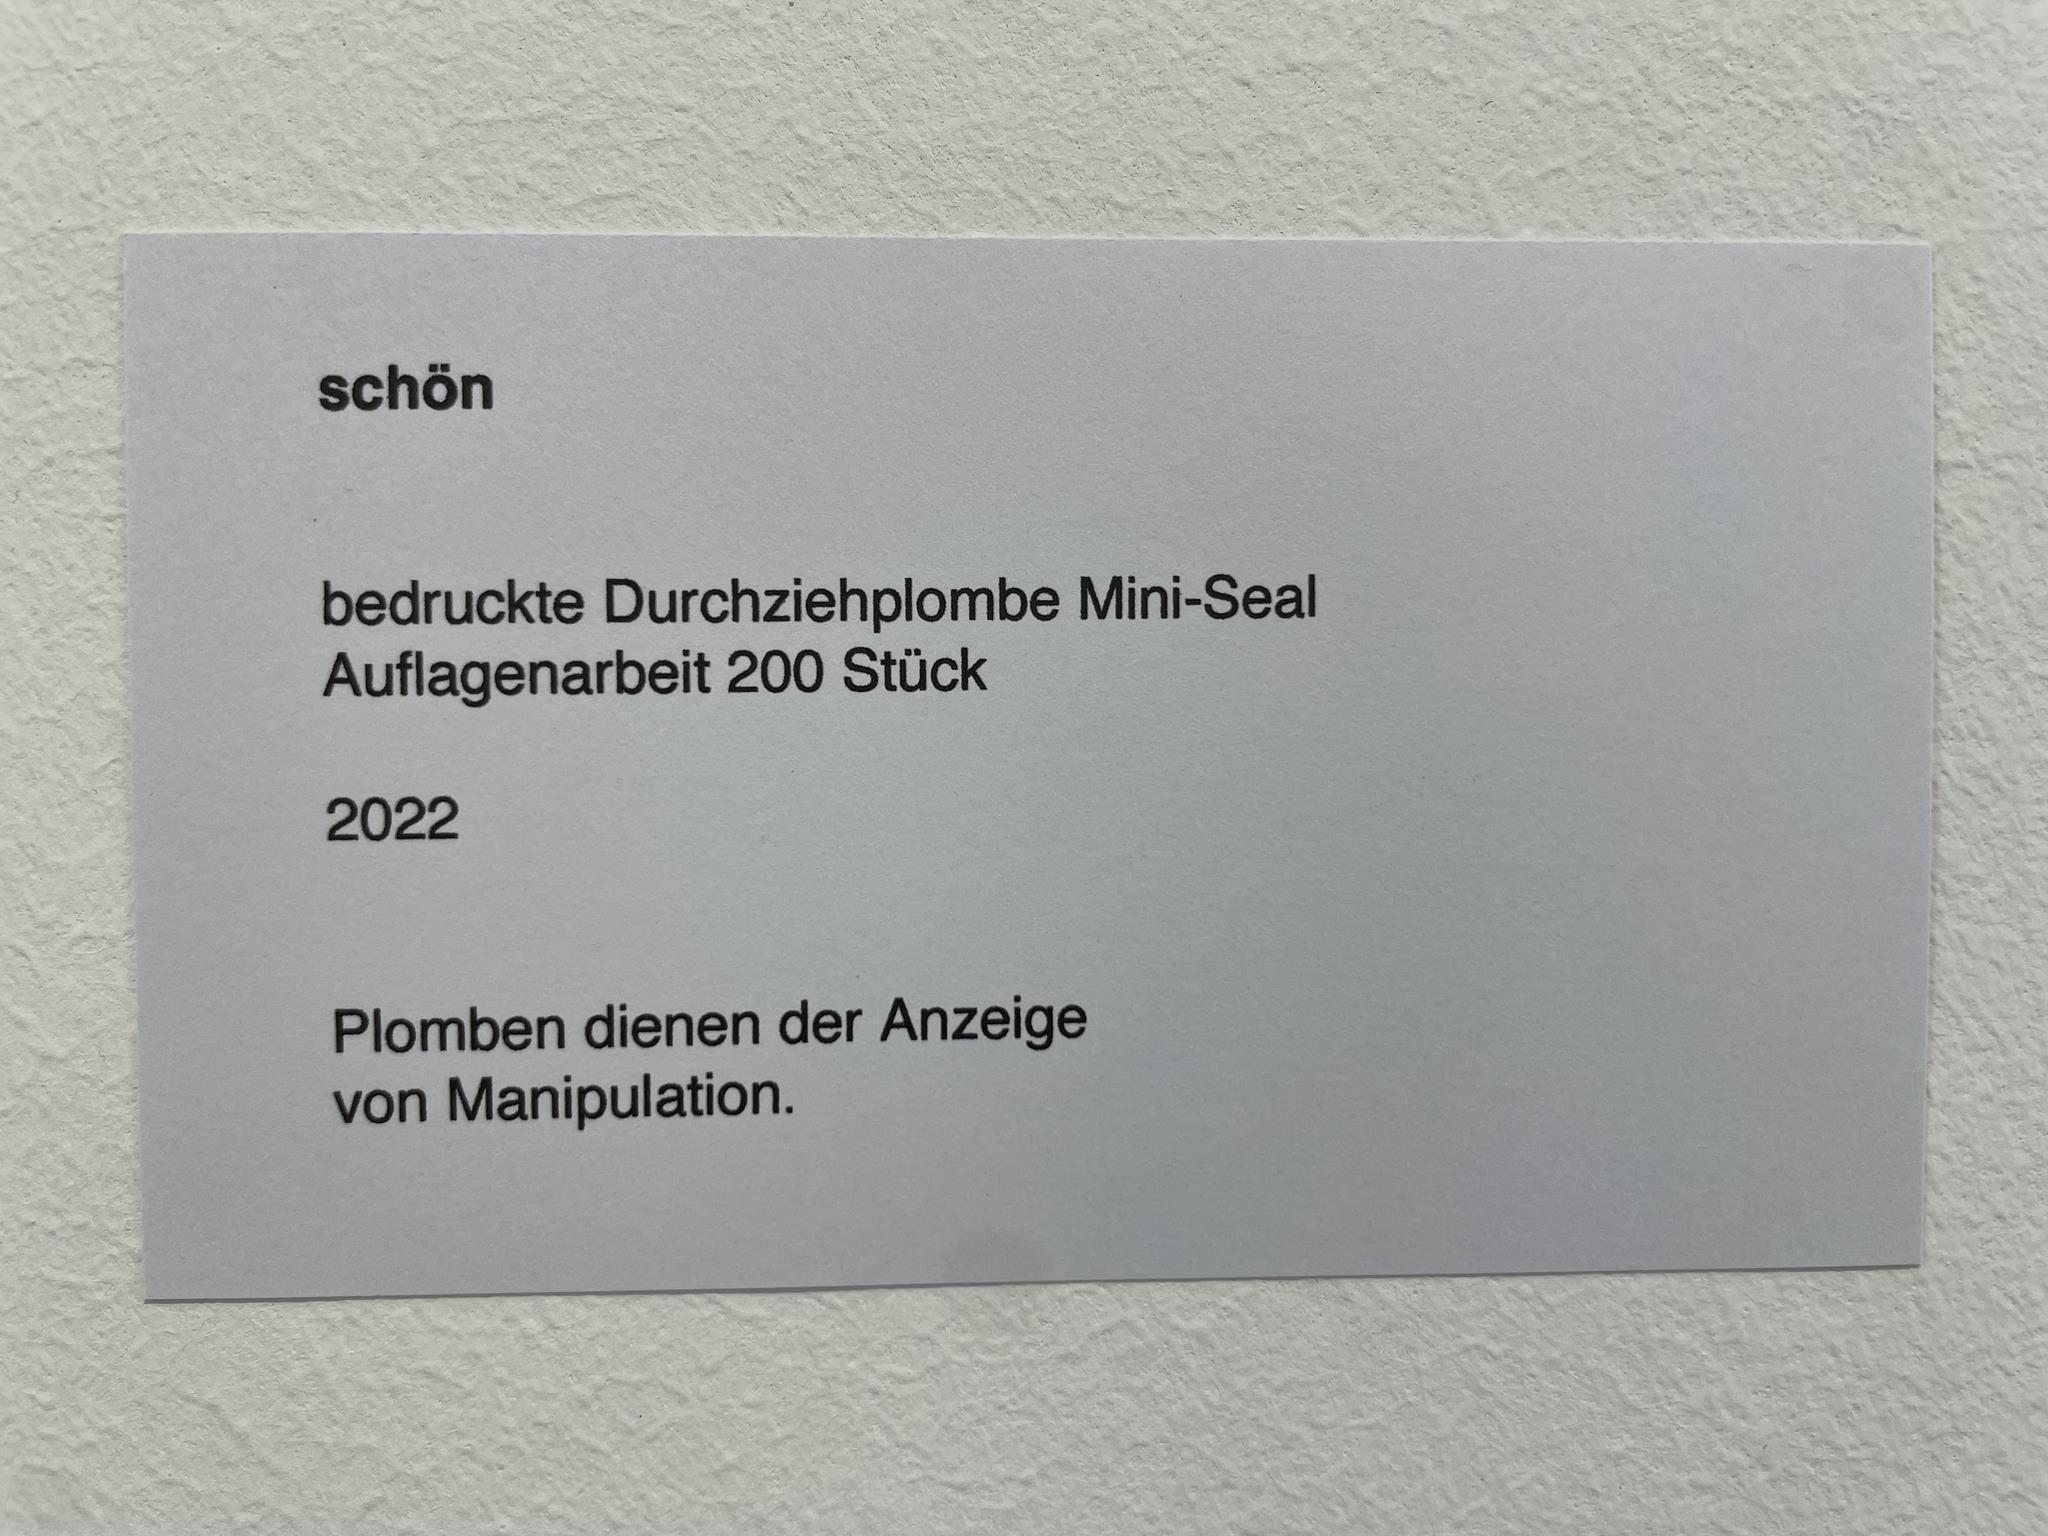 schön
bedruckte Durchziehplombe Mini-Seal
Auflagenarbeit 200 Stück
2022
Plomben dienen der Anzeige
von Manipulation.